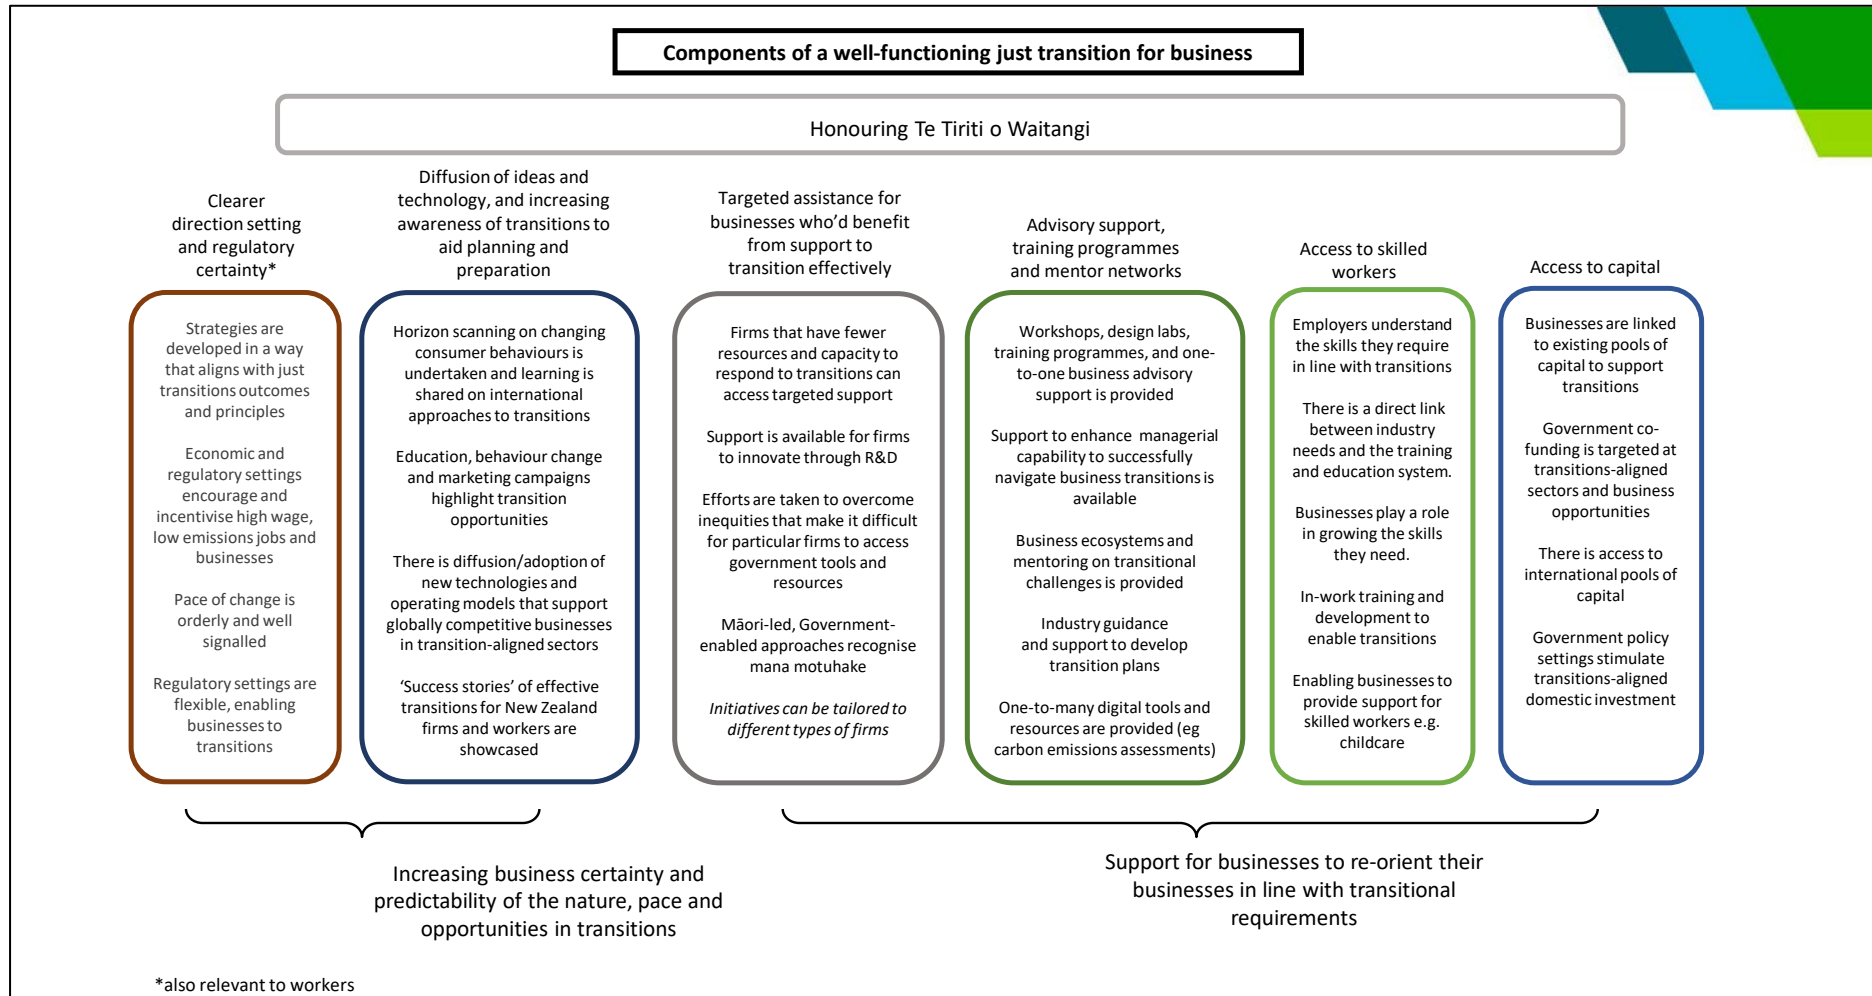 Components of a well-functioning just transition for business
Honouring Te Tiriti o Waitangi
Clearer
direction setting
and regulatory
certainty*
Strategies are
developed in a way
that aligns with just
transitions outcomes
and principles
Economic and
regulatory settings
encourage and
incentivise high wage,
low emissions jobs and
businesses
Pace of change is
orderly and well
signalled
Regulatory settings are
flexible, enabling
businesses to
transitions
Diffusion of ideas and
technology, and increasing
awareness of transitions to
aid planning and
preparation
Horizon scanning on changing
consumer behaviours is
undertaken and learning is
shared on international
approaches to transitions
Education, behaviour change
and marketing campaigns
highlight transition
opportunities
There is diffusion/adoption of
new technologies and
operating models that support
globally competitive businesses
in transition-aligned sectors
‘Success stories’ of effective
transitions for New Zealand
firms and workers are
showcased
Targeted assistance for
businesses who’d benefit
from support to
transition effectively
Firms that have fewer
resources and capacity to
respond to transitions can
access targeted support
Support is available for firms
to innovate through R&D
Efforts are taken to overcome
inequities that make it difficult
for particular firms to access
government tools and
resources
Māori-led, Government-
enabled approaches recognise
mana motuhake
Initiatives can be tailored to
different types of firms
Advisory support,
training programmes
and mentor networks
Workshops, design labs,
training programmes, and one-
to-one business advisory
support is provided
Support to enhance managerial
capability to successfully
navigate business transitions is
available
Business ecosystems and
mentoring on transitional
challenges is provided
Industry guidance
and support to develop
transition plans
One-to-many digital tools and
resources are provided (eg
carbon emissions assessments)
Access to skilled
workers
Employers understand
the skills they require
in line with transitions
There is a direct link
between industry
needs and the training
and education system.
Businesses play a role
in growing the skills
they need.
In-work training and
development to
enable transitions
Enabling businesses to
provide support for
skilled workers e.g.
childcare
Access to capital
Businesses are linked
to existing pools of
capital to support
transitions
Government co-
funding is targeted at
transitions-aligned
sectors and business
opportunities
There is access to
international pools of
capital
Government policy
settings stimulate
transitions-aligned
domestic investment
Increasing business certainty and
predictability of the nature, pace and
opportunities in transitions
Support for businesses to re-orient their
businesses in line with transitional
requirements
*also relevant to workers